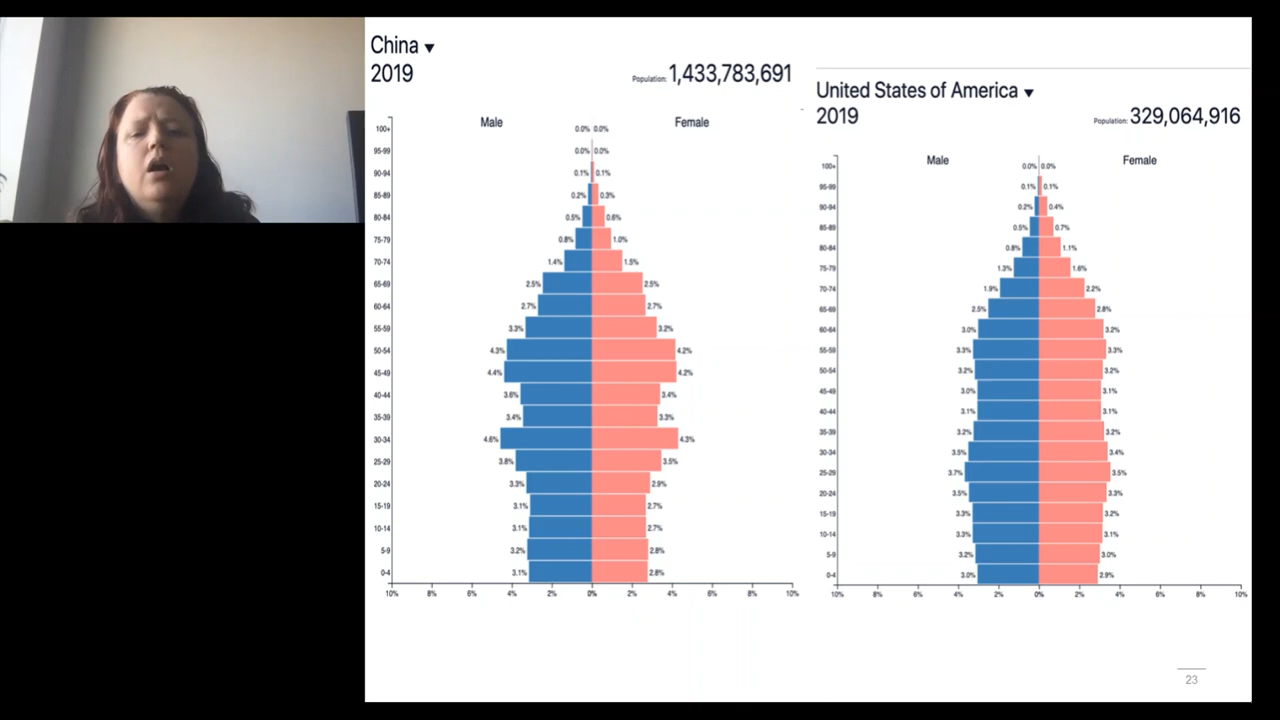 China ▼
2019
Population: 1,433,783,691
Male
Female
100+ 0.0% 0.0%
95-99 0.0% 0.0%
90-94 0.1% 0.1%
85-89 0.2% 0.3%
80-84 0.5% 0.6%
75-79 0.8% 1.0%
70-74 1.4% 1.5%
65-69 2.5% 2.5%
60-64 2.7% 2.7%
55-59 3.3% 3.2%
50-54 4.3% 4.2%
45-49 4.4% 4.2%
40-44 3.6% 3.4%
35-39 3.4% 3.3%
30-34 4.6% 4.3%
25-29 3.8% 3.5%
20-24 3.3% 2.9%
15-19 3.1% 2.7%
10-14 3.1% 2.7%
5-9 3.2% 2.8%
0-4 3.1% 2.8%
10% 8% 6% 4% 2% 0% 2% 4% 6% 8% 10%
United States of America ▼
2019
Population: 329,064,916
Male
Female
100+ 0.0% 0.0%
95-99 0.1% 0.1%
90-94 0.2% 0.4%
85-89 0.5% 0.7%
80-84 0.8% 1.1%
75-79 1.3% 1.6%
70-74 1.9% 2.2%
65-69 2.5% 2.8%
60-64 3.0% 3.2%
55-59 3.3% 3.3%
50-54 3.2% 3.2%
45-49 3.0% 3.1%
40-44 3.1% 3.1%
35-39 3.2% 3.2%
30-34 3.5% 3.4%
25-29 3.7% 3.5%
20-24 3.5% 3.3%
15-19 3.3% 3.2%
10-14 3.3% 3.1%
5-9 3.2% 3.0%
0-4 3.0% 2.9%
10% 8% 6% 4% 2% 0% 2% 4% 6% 8% 10%
23